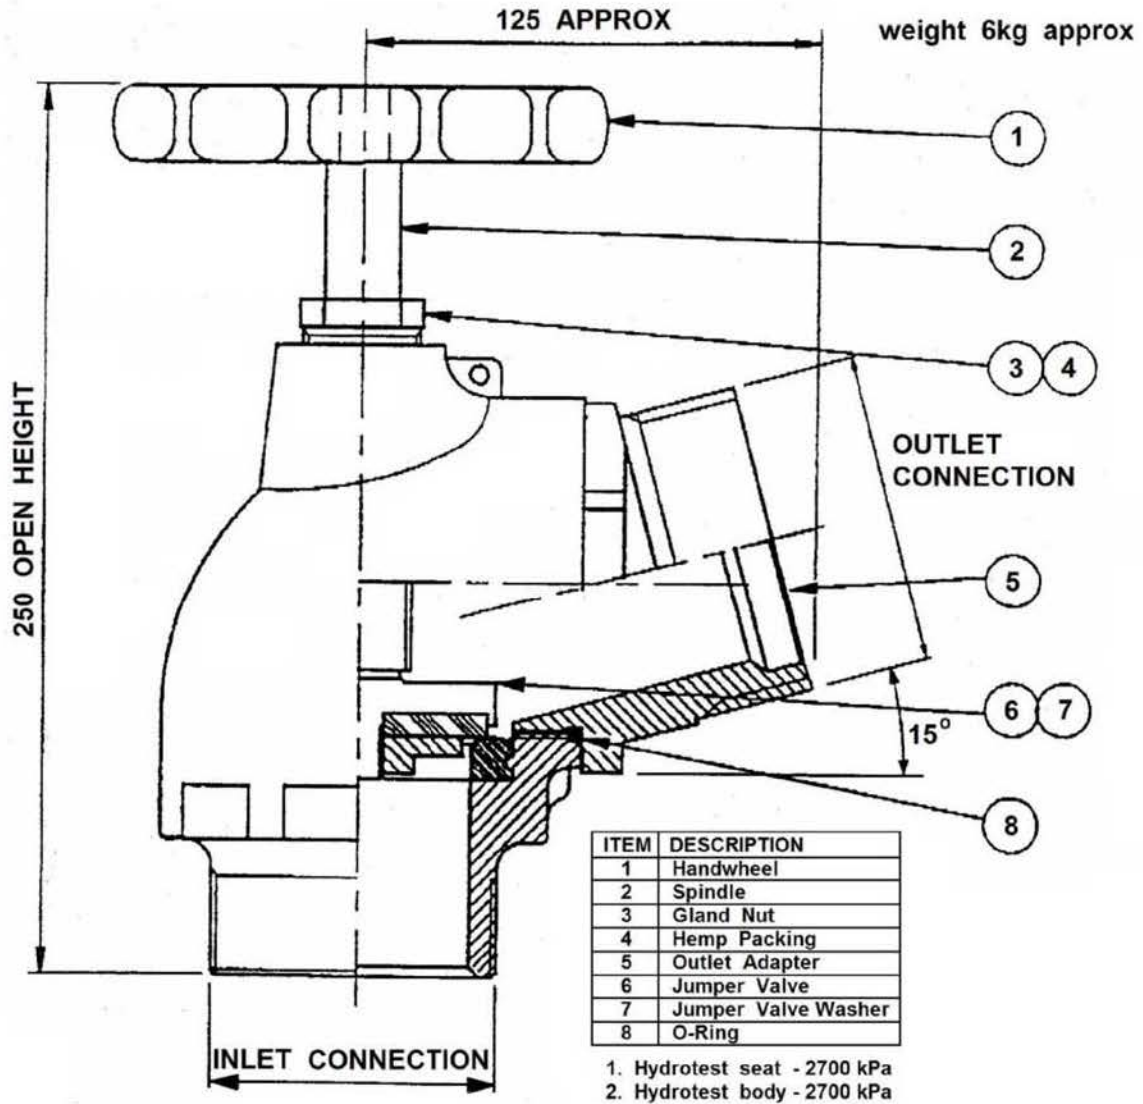 125 APPROX
weight 6kg approx
1
2
3 4
250 OPEN HEIGHT
OUTLET
CONNECTION
5
6 7
15°
8
ITEM DESCRIPTION
1 Handwheel
2 Spindle
3 Gland Nut
4 Hemp Packing
5 Outlet Adapter
6 Jumper Valve
7 Jumper Valve Washer
8 O-Ring
INLET CONNECTION
1. Hydrotest seat - 2700 kPa
2. Hydrotest body - 2700 kPa